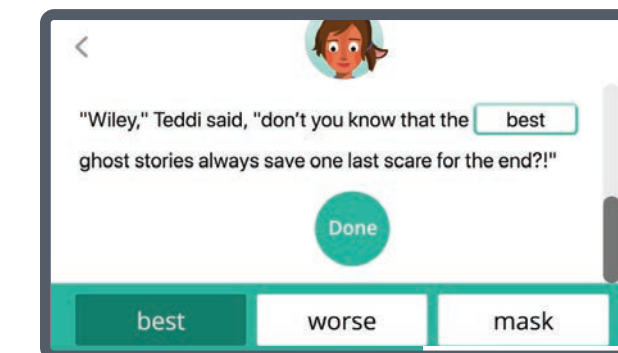 "Wiley," Teddi said, "don't you know that the best
ghost stories always save one last scare for the end?!"
Done
best worse mask